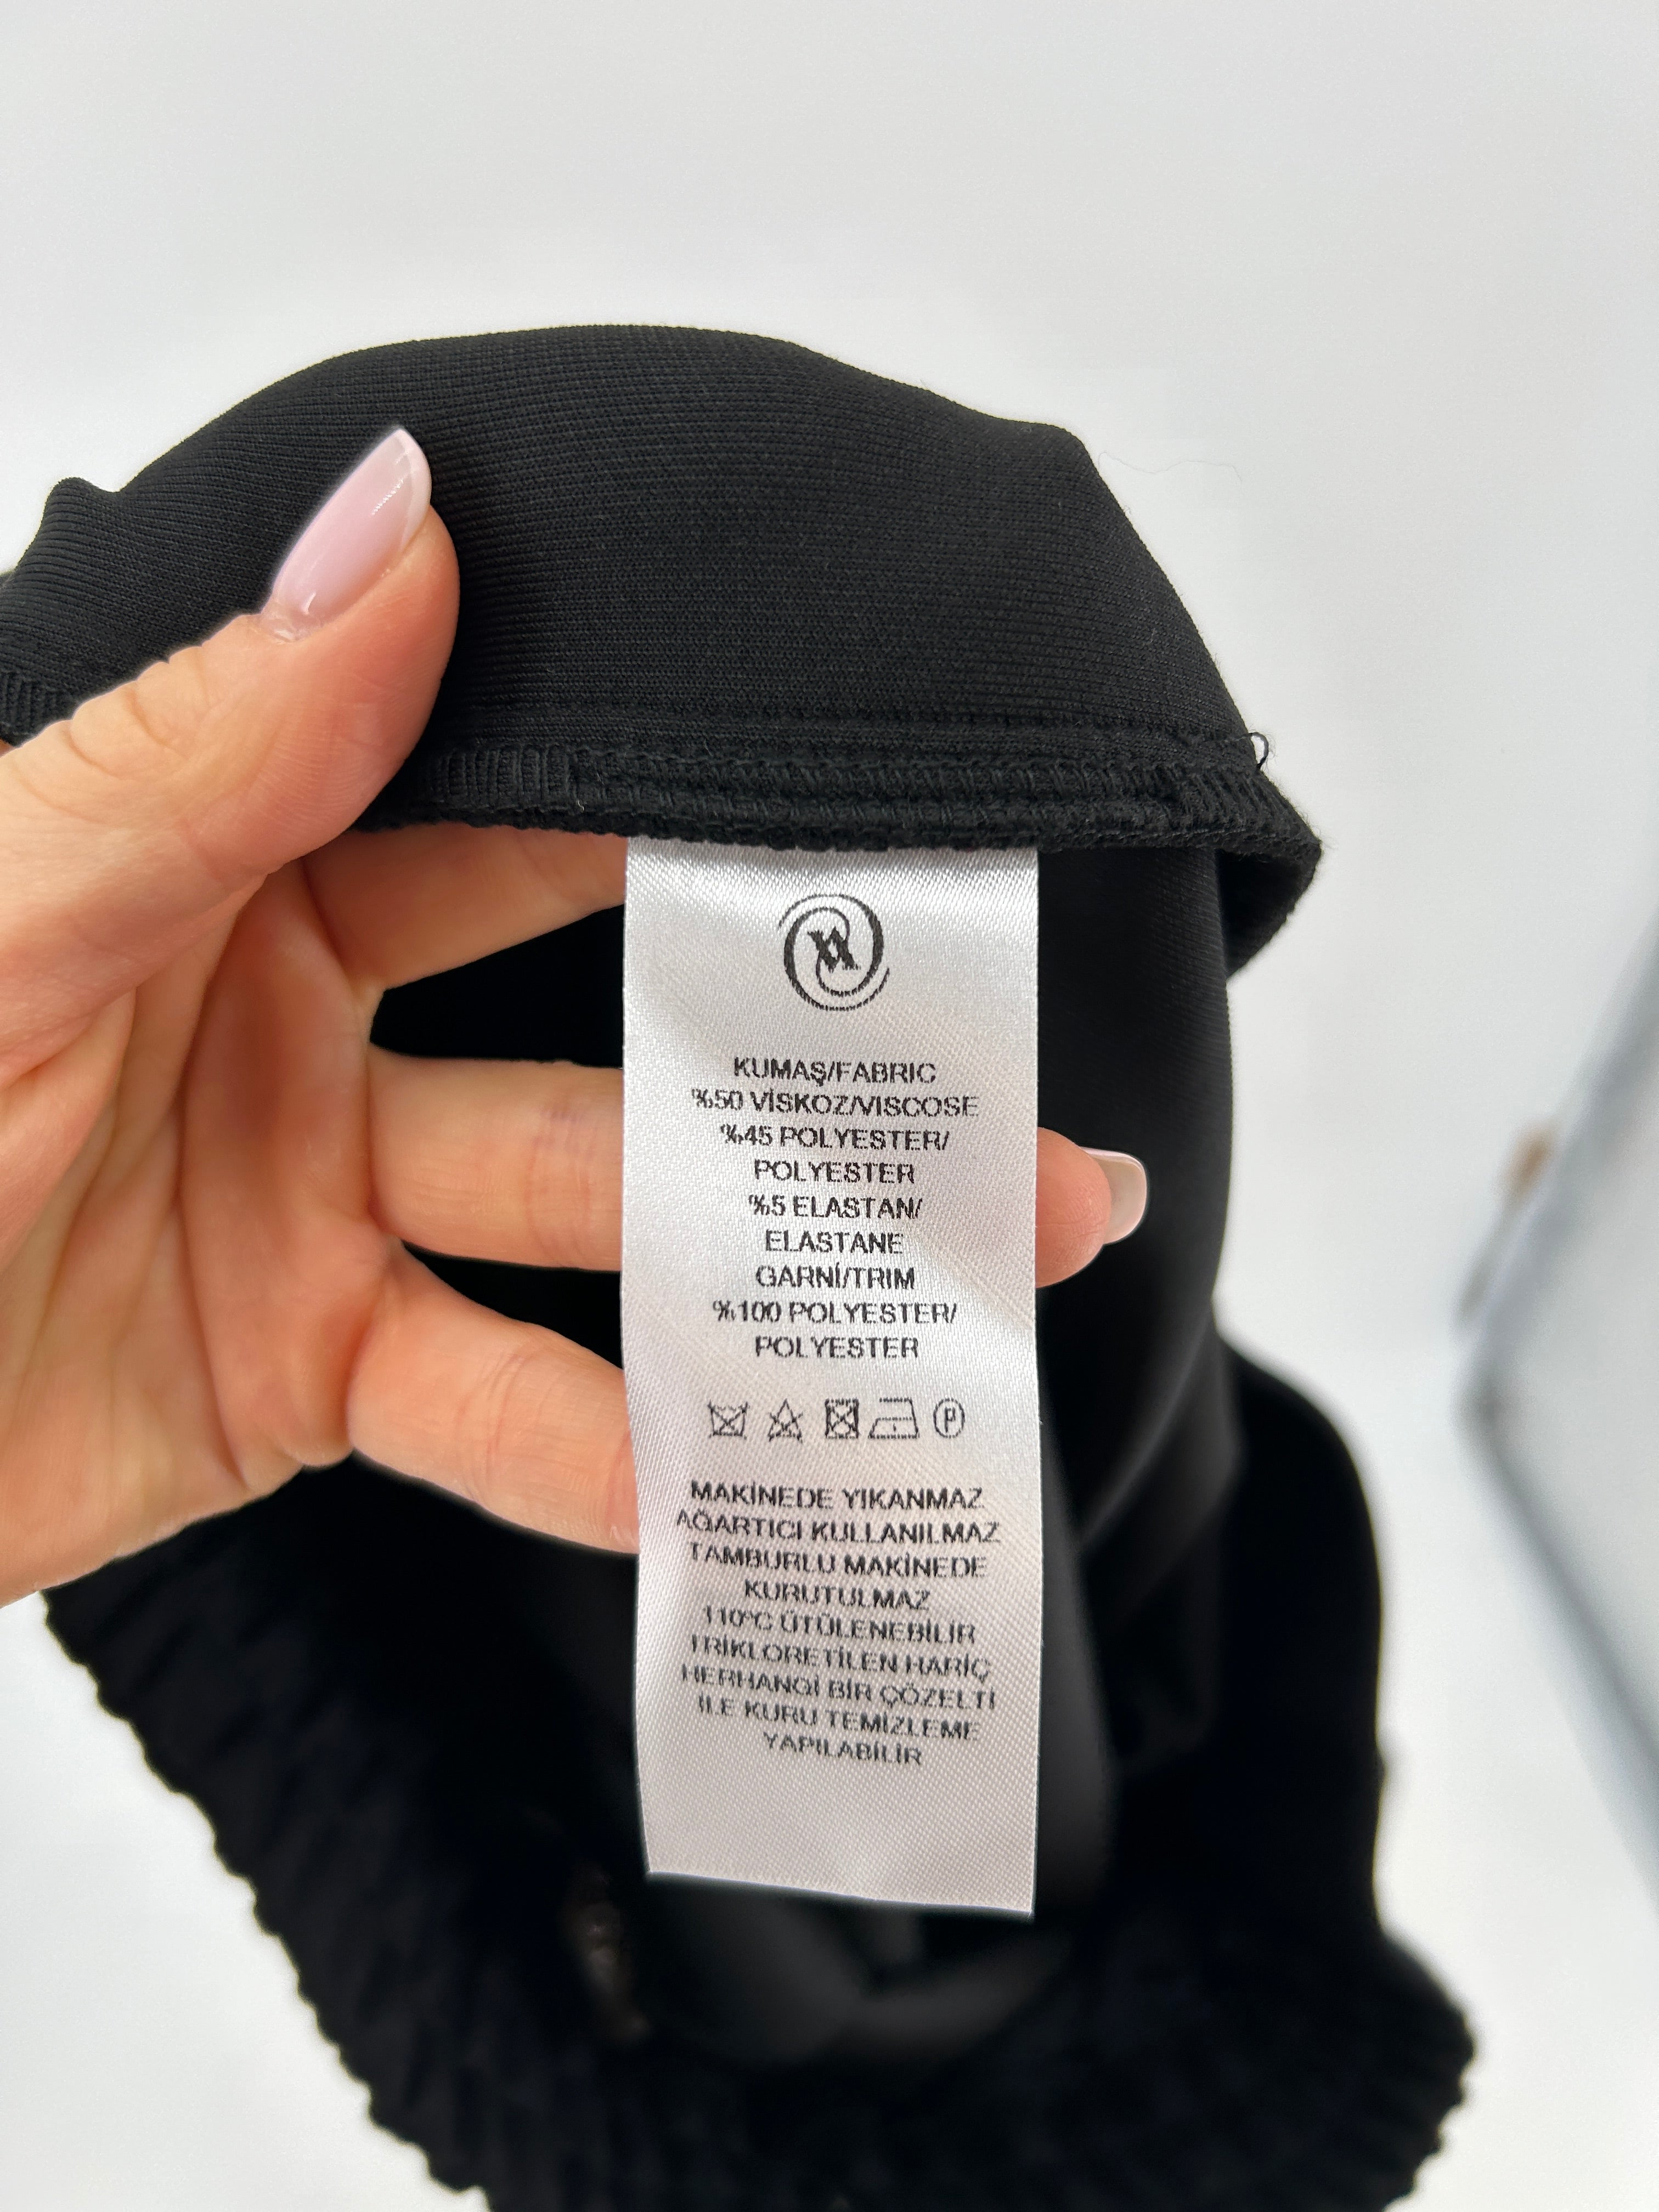 KUMAŞ/FABRIC
%50 VİSKOZ/VISCOSE
%45 POLYESTER/
POLYESTER
%5 ELASTAN/
ELASTANE
GARNİ/TRIM
%100 POLYESTER/
POLYESTER
P
MAKİNEDE YIKANMAZ
AĞARTICI KULLANILMAZ
TAMBURLU MAKİNEDE
KURUTULMAZ
110°C ÜTÜLENEBİLİR
TRİKLORETİLEN HARİÇ
HERHANGİ BİR ÇÖZELTİ
İLE KURU TEMİZLEME
YAPILABİLİR